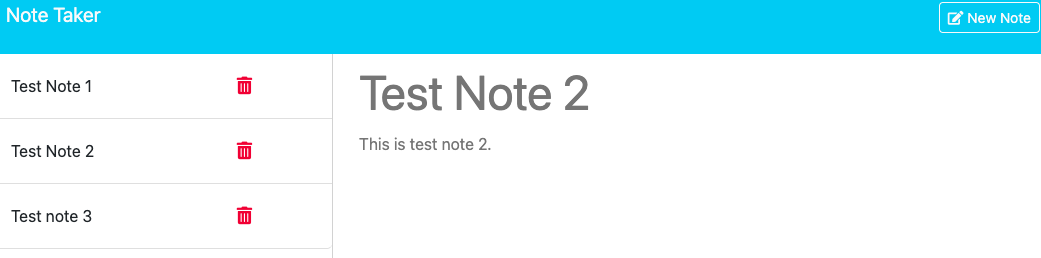 Note Taker
New Note
Test Note 1
Test Note 2
Test note 3
Test Note 2
This is test note 2.